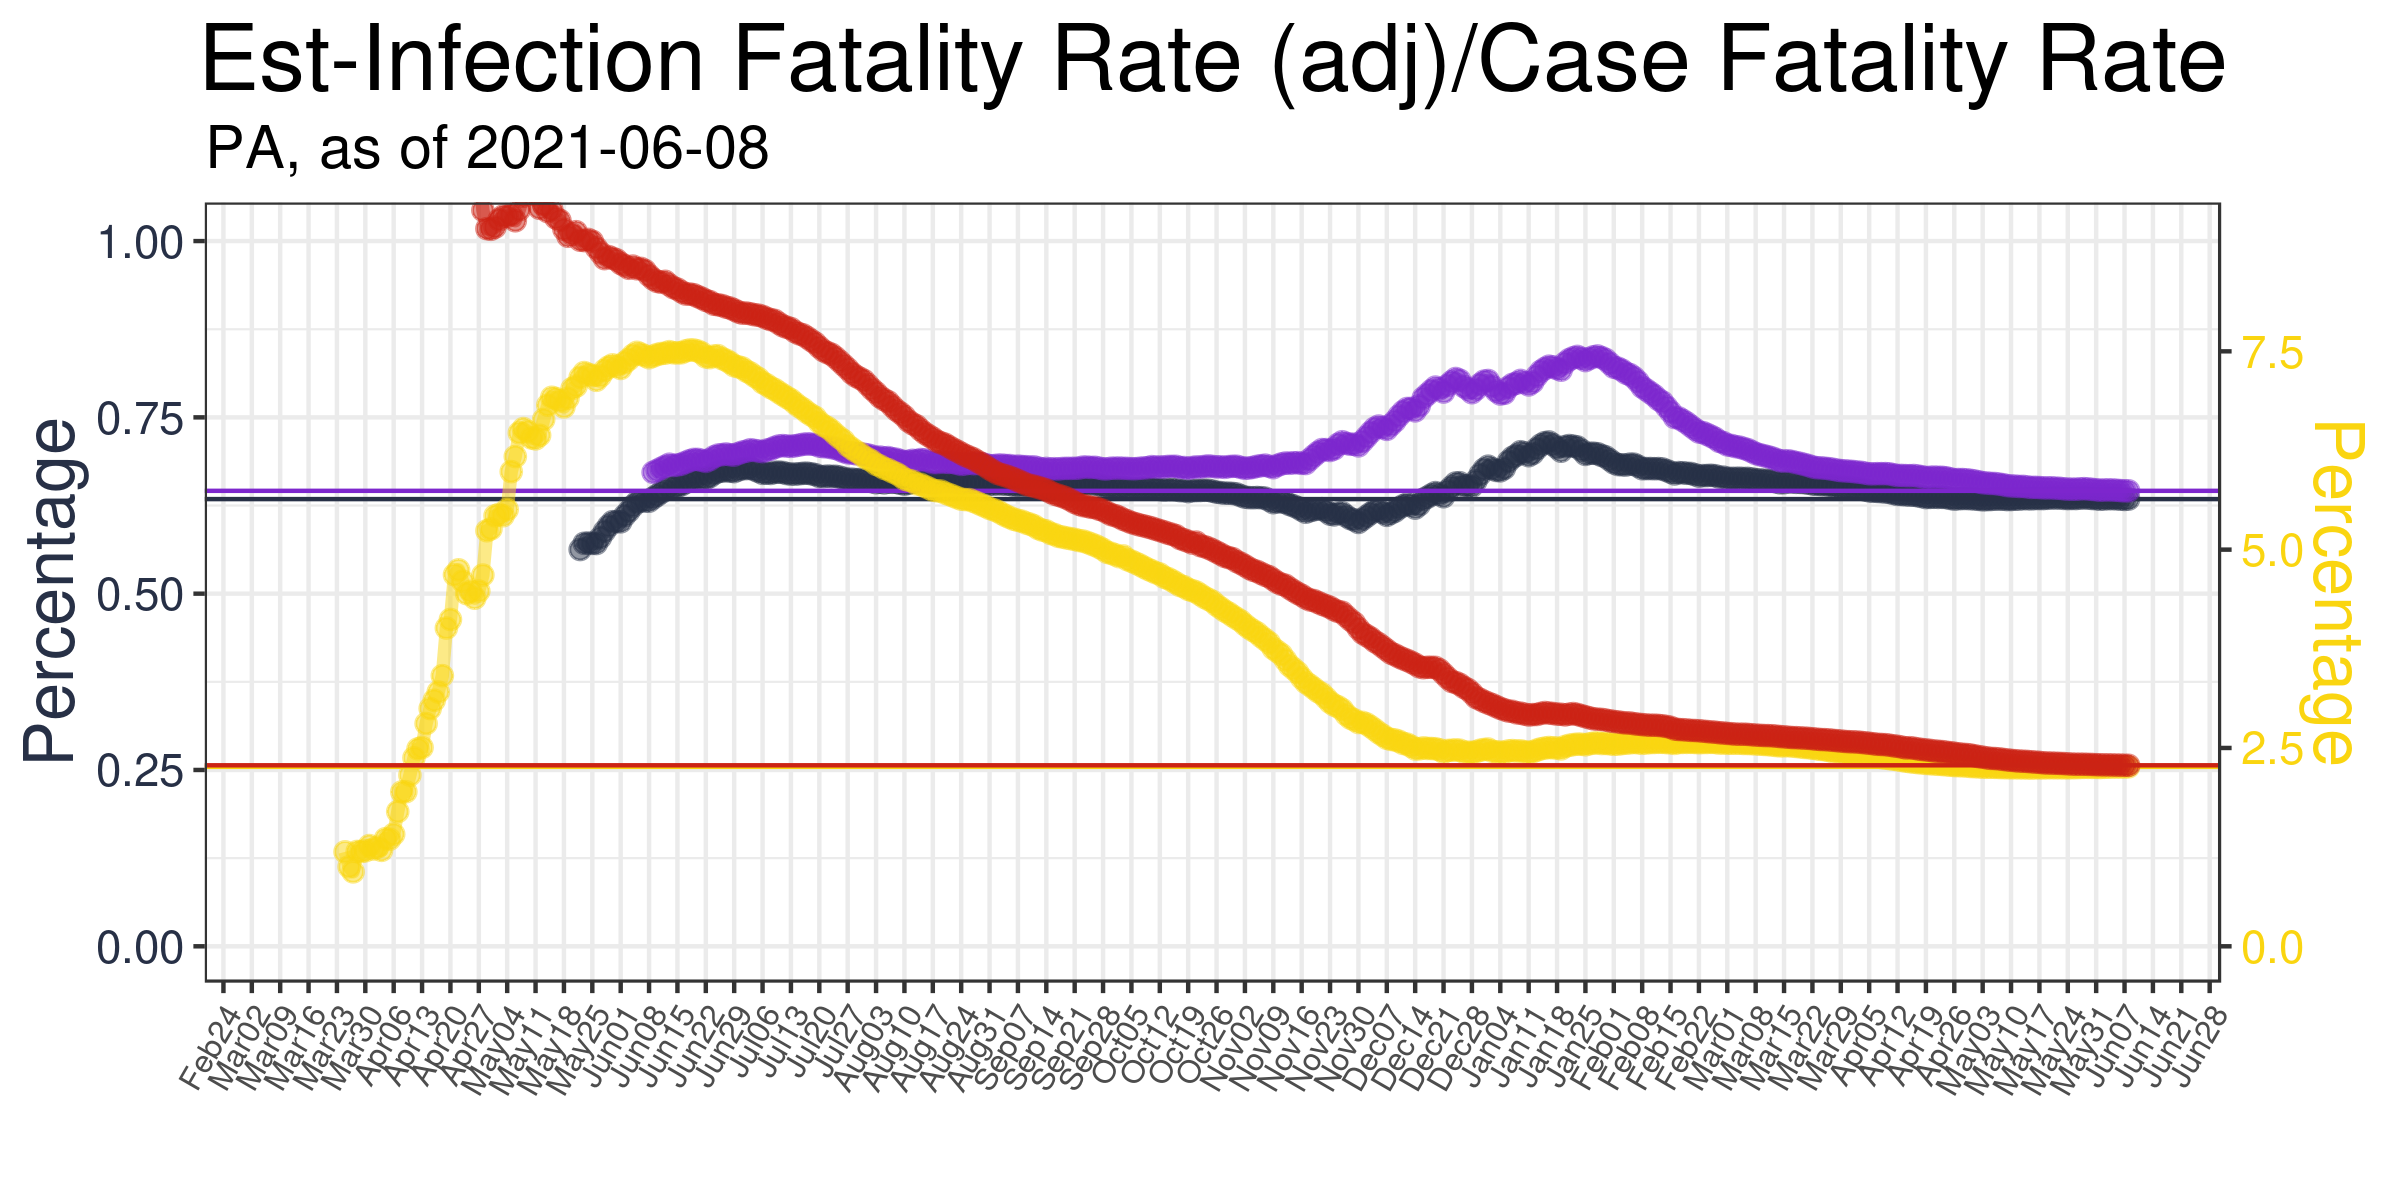 Est-Infection Fatality Rate (adj)/Case Fatality Rate
PA, as of 2021-06-08
Percentage
1.00
0.75
0.50
0.25
0.00
7.5
5.0
2.5
0.0
Percentage
Feb24
Mar02
Mar09
Mar16
Mar23
Mar30
Apr06
Apr13
Apr20
Apr27
May04
May11
May18
May25
Jun01
Jun08
Jun15
Jun22
Jun29
Jul06
Jul13
Jul20
Jul27
Aug03
Aug10
Aug17
Aug24
Aug31
Sep07
Sep14
Sep21
Sep28
Oct05
Oct12
Oct19
Oct26
Nov02
Nov09
Nov16
Nov23
Nov30
Dec07
Dec14
Dec21
Dec28
Jan04
Jan11
Jan18
Jan25
Feb01
Feb08
Feb15
Feb22
Mar01
Mar08
Mar15
Mar22
Mar29
Apr05
Apr12
Apr19
Apr26
May03
May10
May17
May24
May31
Jun07
Jun14
Jun21
Jun28